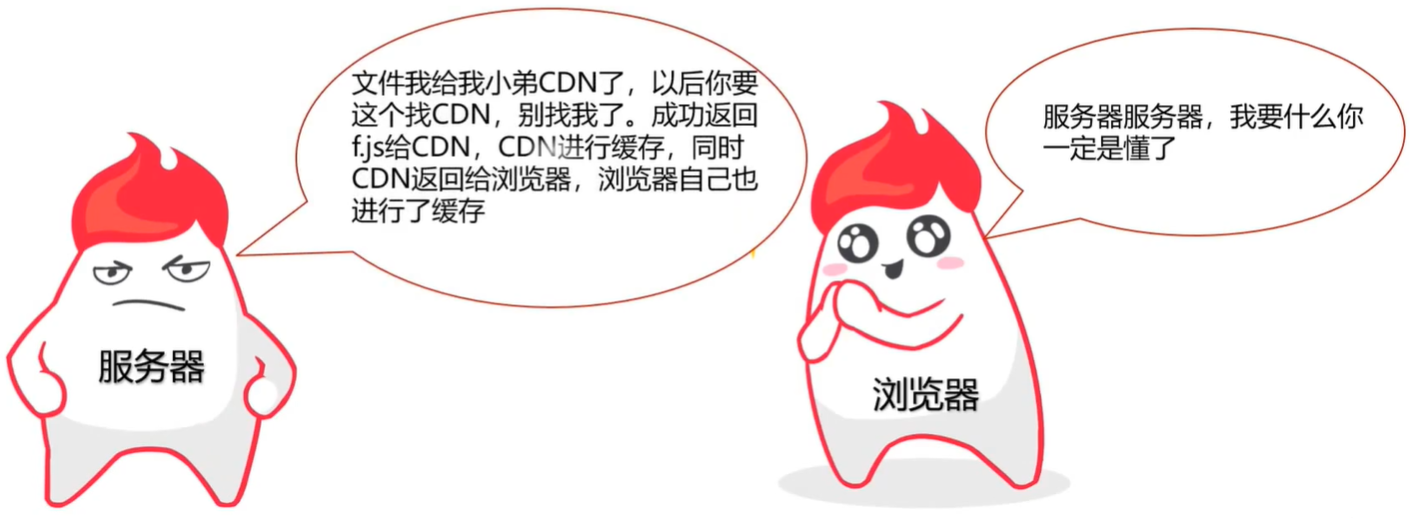 文件我给我小弟CDN了，以后你要
这个找CDN，别找我了。成功返回
f.js给CDN，CDN进行缓存，同时
CDN返回给浏览器，浏览器自己也
进行了缓存
服务器服务器，我要什么你
一定是懂了
服务器
浏览器